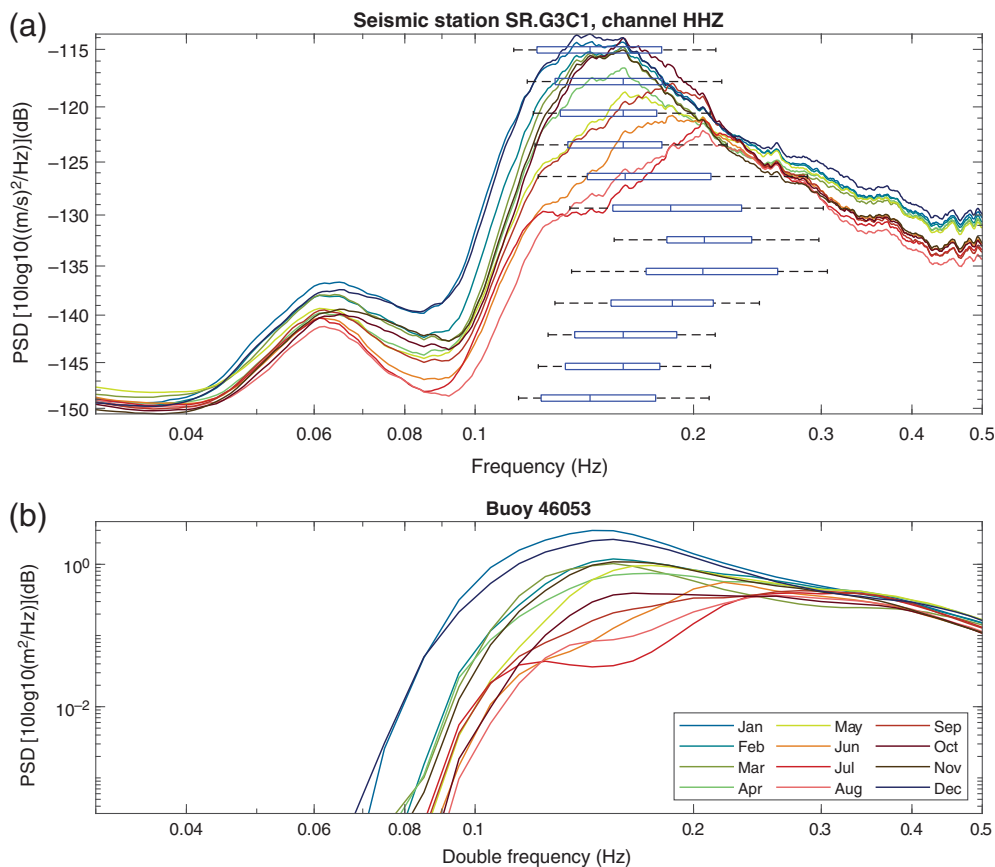 (a)
Seismic station SR.G3C1, channel HHZ
PSD [10log10((m/s)²/Hz)](dB)
−115
−120
−125
−130
−135
−140
−145
−150
0.04 0.06 0.08 0.1 0.2 0.3 0.4 0.5
Frequency (Hz)
(b)
Buoy 46053
PSD [10log10(m²/Hz)](dB)
10⁰
10⁻²
Jan May Sep
Feb Jun Oct
Mar Jul Nov
Apr Aug Dec
0.04 0.06 0.08 0.1 0.2 0.3 0.4 0.5
Double frequency (Hz)